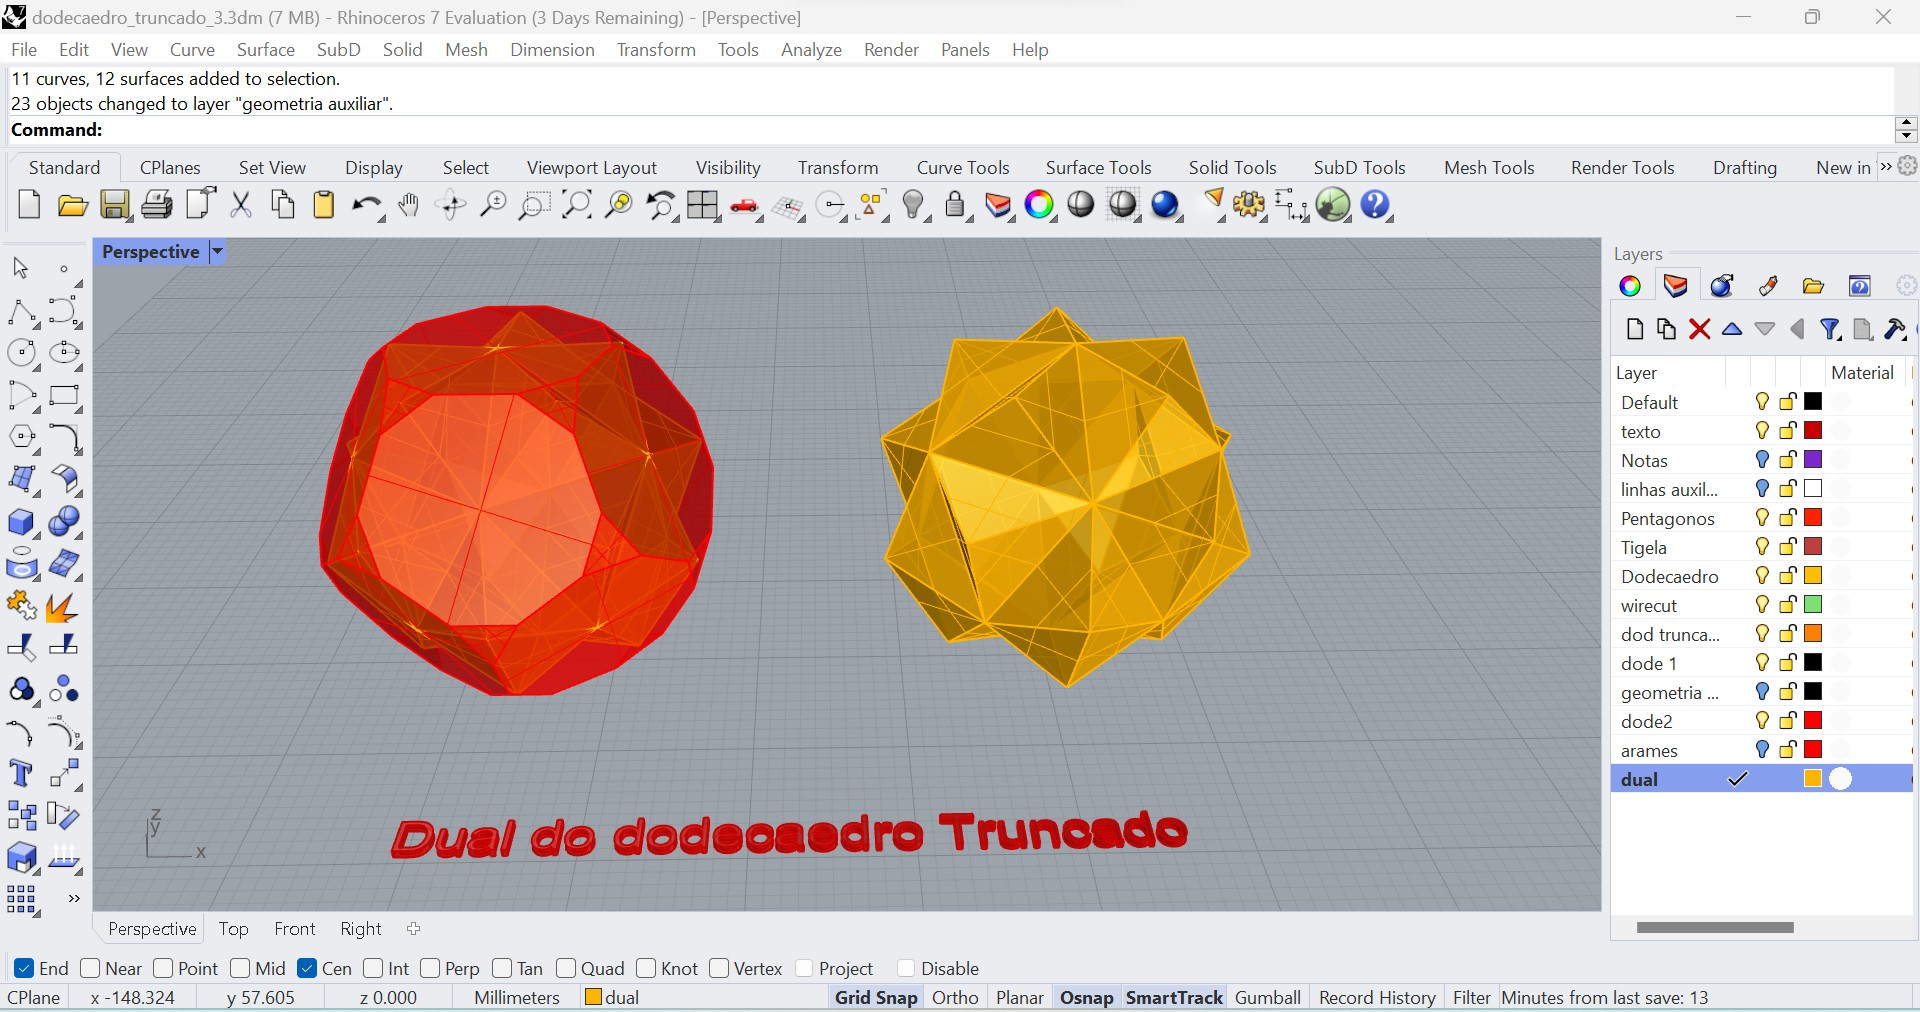 dodecaedro_truncado_3.3dm (7 MB) - Rhinoceros 7 Evaluation (3 Days Remaining) - [Perspective]
File Edit View Curve Surface SubD Solid Mesh Dimension Transform Tools Analyze Render Panels Help
11 curves, 12 surfaces added to selection.
23 objects changed to layer "geometria auxiliar".
Command:
Standard CPlanes Set View Display Select Viewport Layout Visibility Transform Curve Tools Surface Tools Solid Tools SubD Tools Mesh Tools Render Tools Drafting New in »
Perspective
Layers
Layer Material
Default
texto
Notas
linhas auxil...
Pentagonos
Tigela
Dodecaedro
wirecut
dod trunca...
dode 1
geometria ...
dode2
arames
dual
z
y
x
Dual do dodecaedro Truncado
Perspective Top Front Right
End Near Point Mid Cen Int Perp Tan Quad Knot Vertex Project Disable
CPlane x -148.324 y 57.605 z 0.000 Millimeters dual Grid Snap Ortho Planar Osnap SmartTrack Gumball Record History Filter Minutes from last save: 13